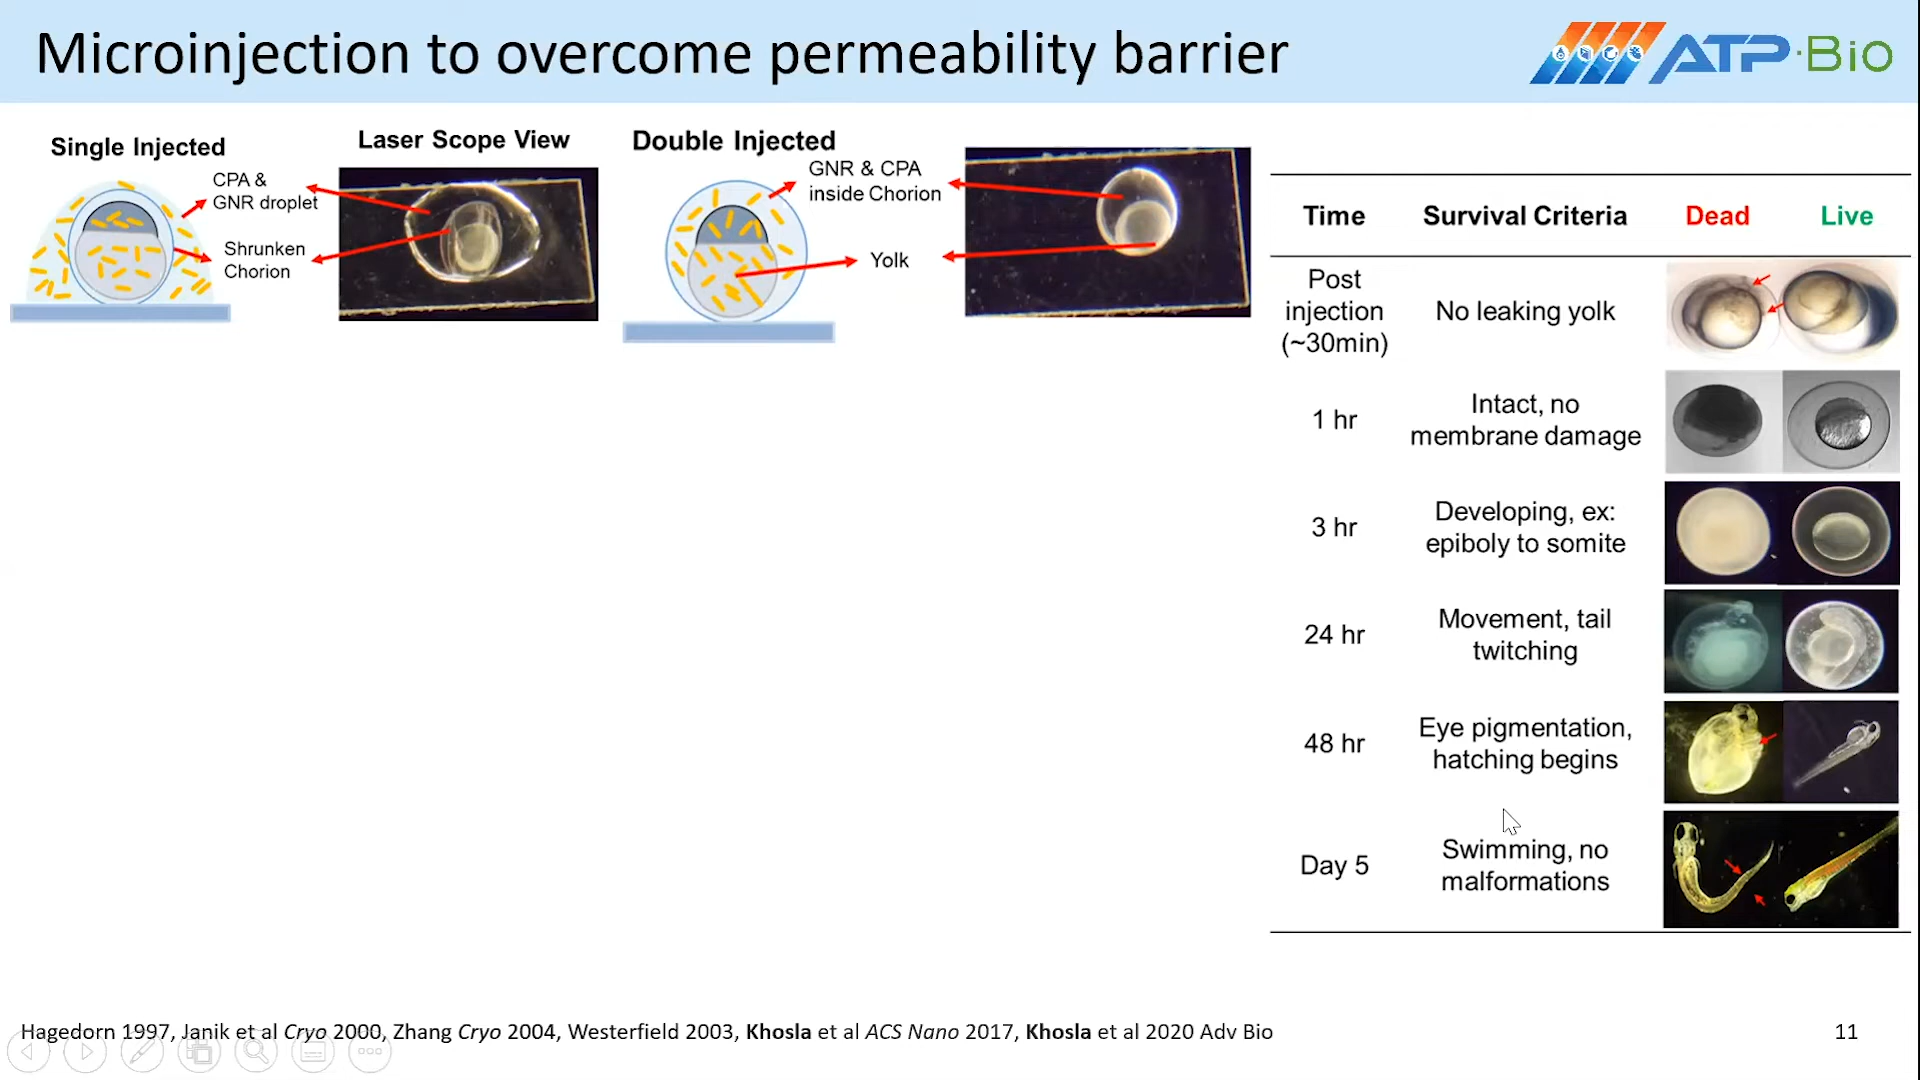 Microinjection to overcome permeability barrier
ATP·Bio
Single Injected
CPA &
GNR droplet
Shrunken
Chorion
Laser Scope View
Double Injected
GNR & CPA
inside Chorion
Yolk
Time Survival Criteria Dead Live
Post
injection
(~30min)
No leaking yolk
1 hr
Intact, no
membrane damage
3 hr
Developing, ex:
epiboly to somite
24 hr
Movement, tail
twitching
48 hr
Eye pigmentation,
hatching begins
Day 5
Swimming, no
malformations
Hagedorn 1997, Janik et al Cryo 2000, Zhang Cryo 2004, Westerfield 2003, Khosla et al ACS Nano 2017, Khosla et al 2020 Adv Bio
11